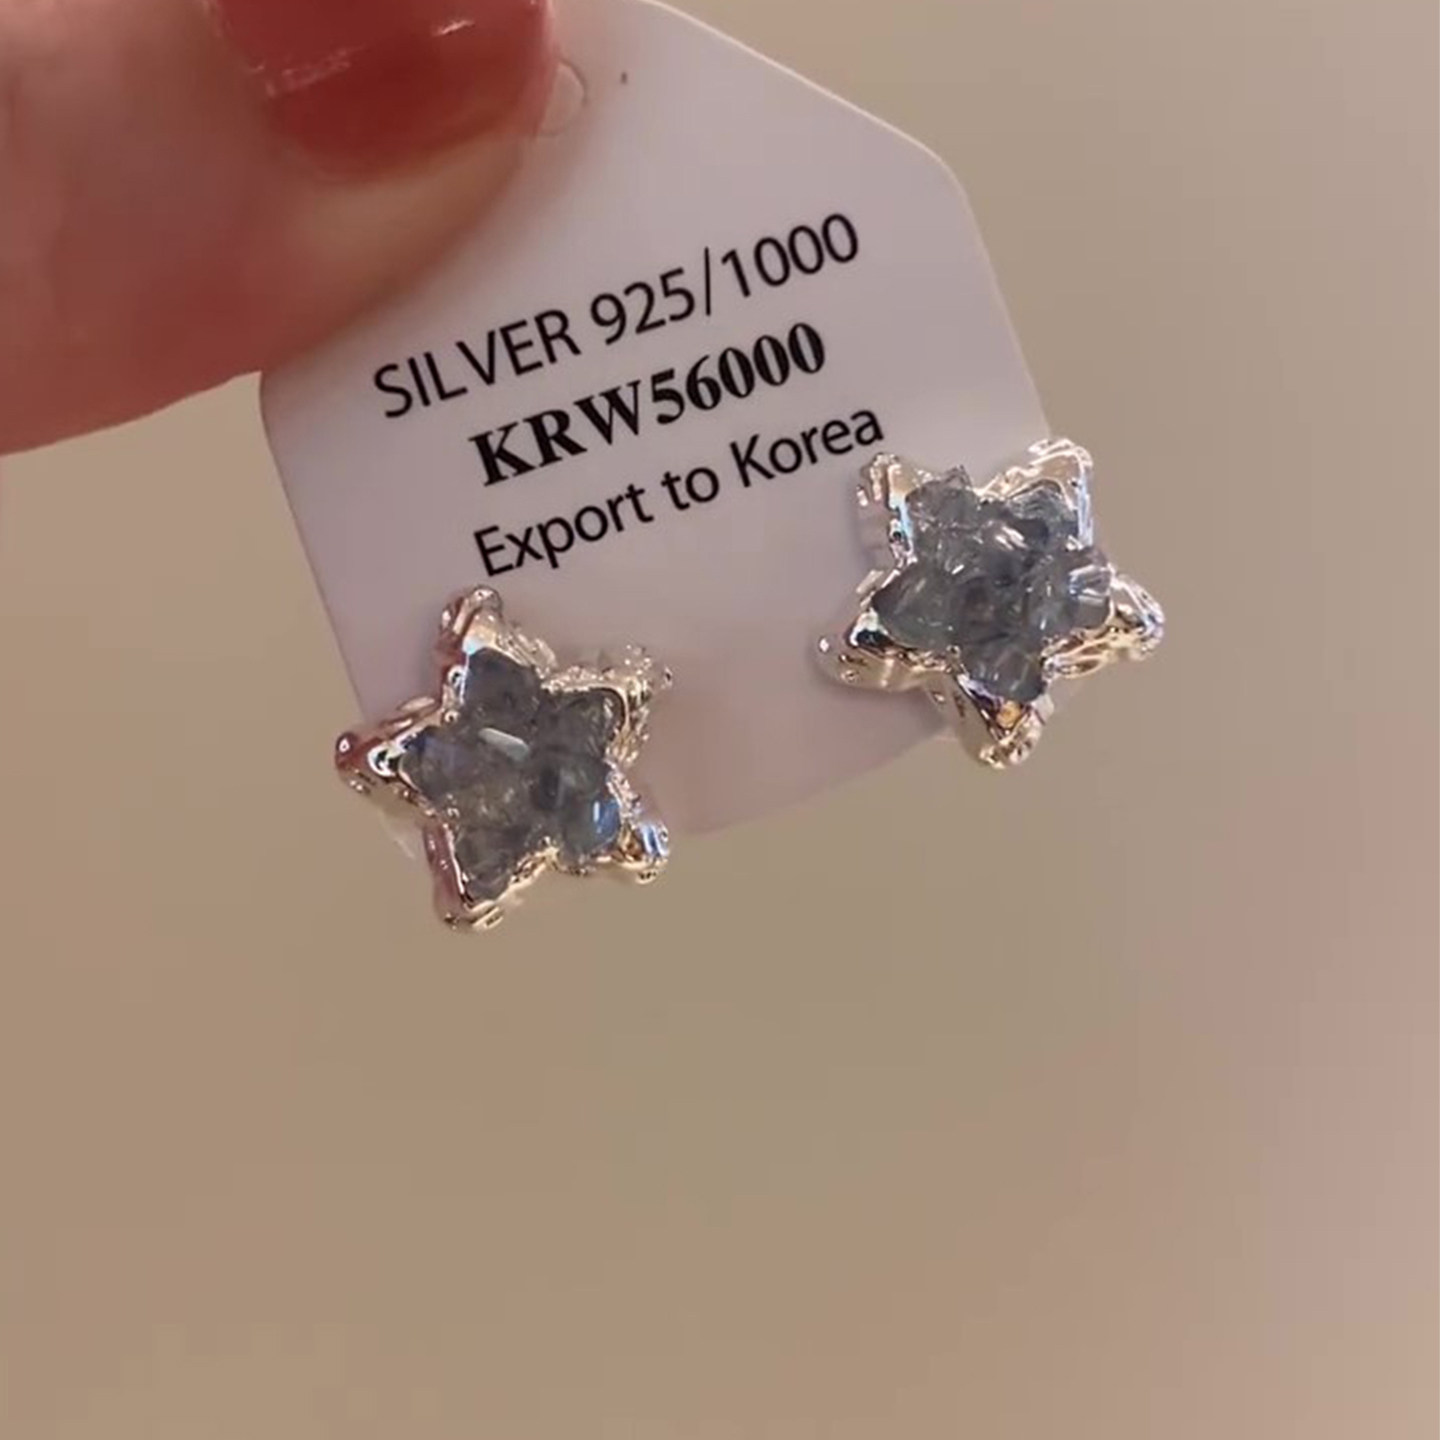 SILVER 925/1000
KRW56000
Export to Korea